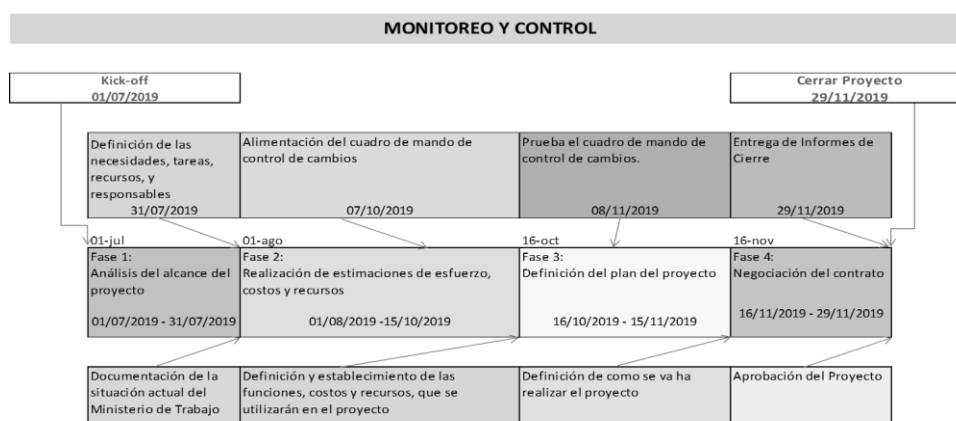 MONITOREO Y CONTROL
Kick-off
01/07/2019
Cerrar Proyecto
29/11/2019
Definición de las
necesidades, tareas,
recursos, y
responsables
31/07/2019
Alimentación del cuadro de mando de
control de cambios
07/10/2019
Prueba el cuadro de mando de
control de cambios.
08/11/2019
Entrega de Informes de
Cierre
29/11/2019
01-jul
01-ago
16-oct
16-nov
Fase 1:
Análisis del alcance del
proyecto
01/07/2019 - 31/07/2019
Fase 2:
Realización de estimaciones de esfuerzo,
costos y recursos
01/08/2019 -15/10/2019
Fase 3:
Definición del plan del proyecto
16/10/2019 - 15/11/2019
Fase 4:
Negociación del contrato
16/11/2019 - 29/11/2019
Documentación de la
situación actual del
Ministerio de Trabajo
Definición y establecimiento de las
funciones, costos y recursos, que se
utilizarán en el proyecto
Definición de como se va ha
realizar el proyecto
Aprobación del Proyecto